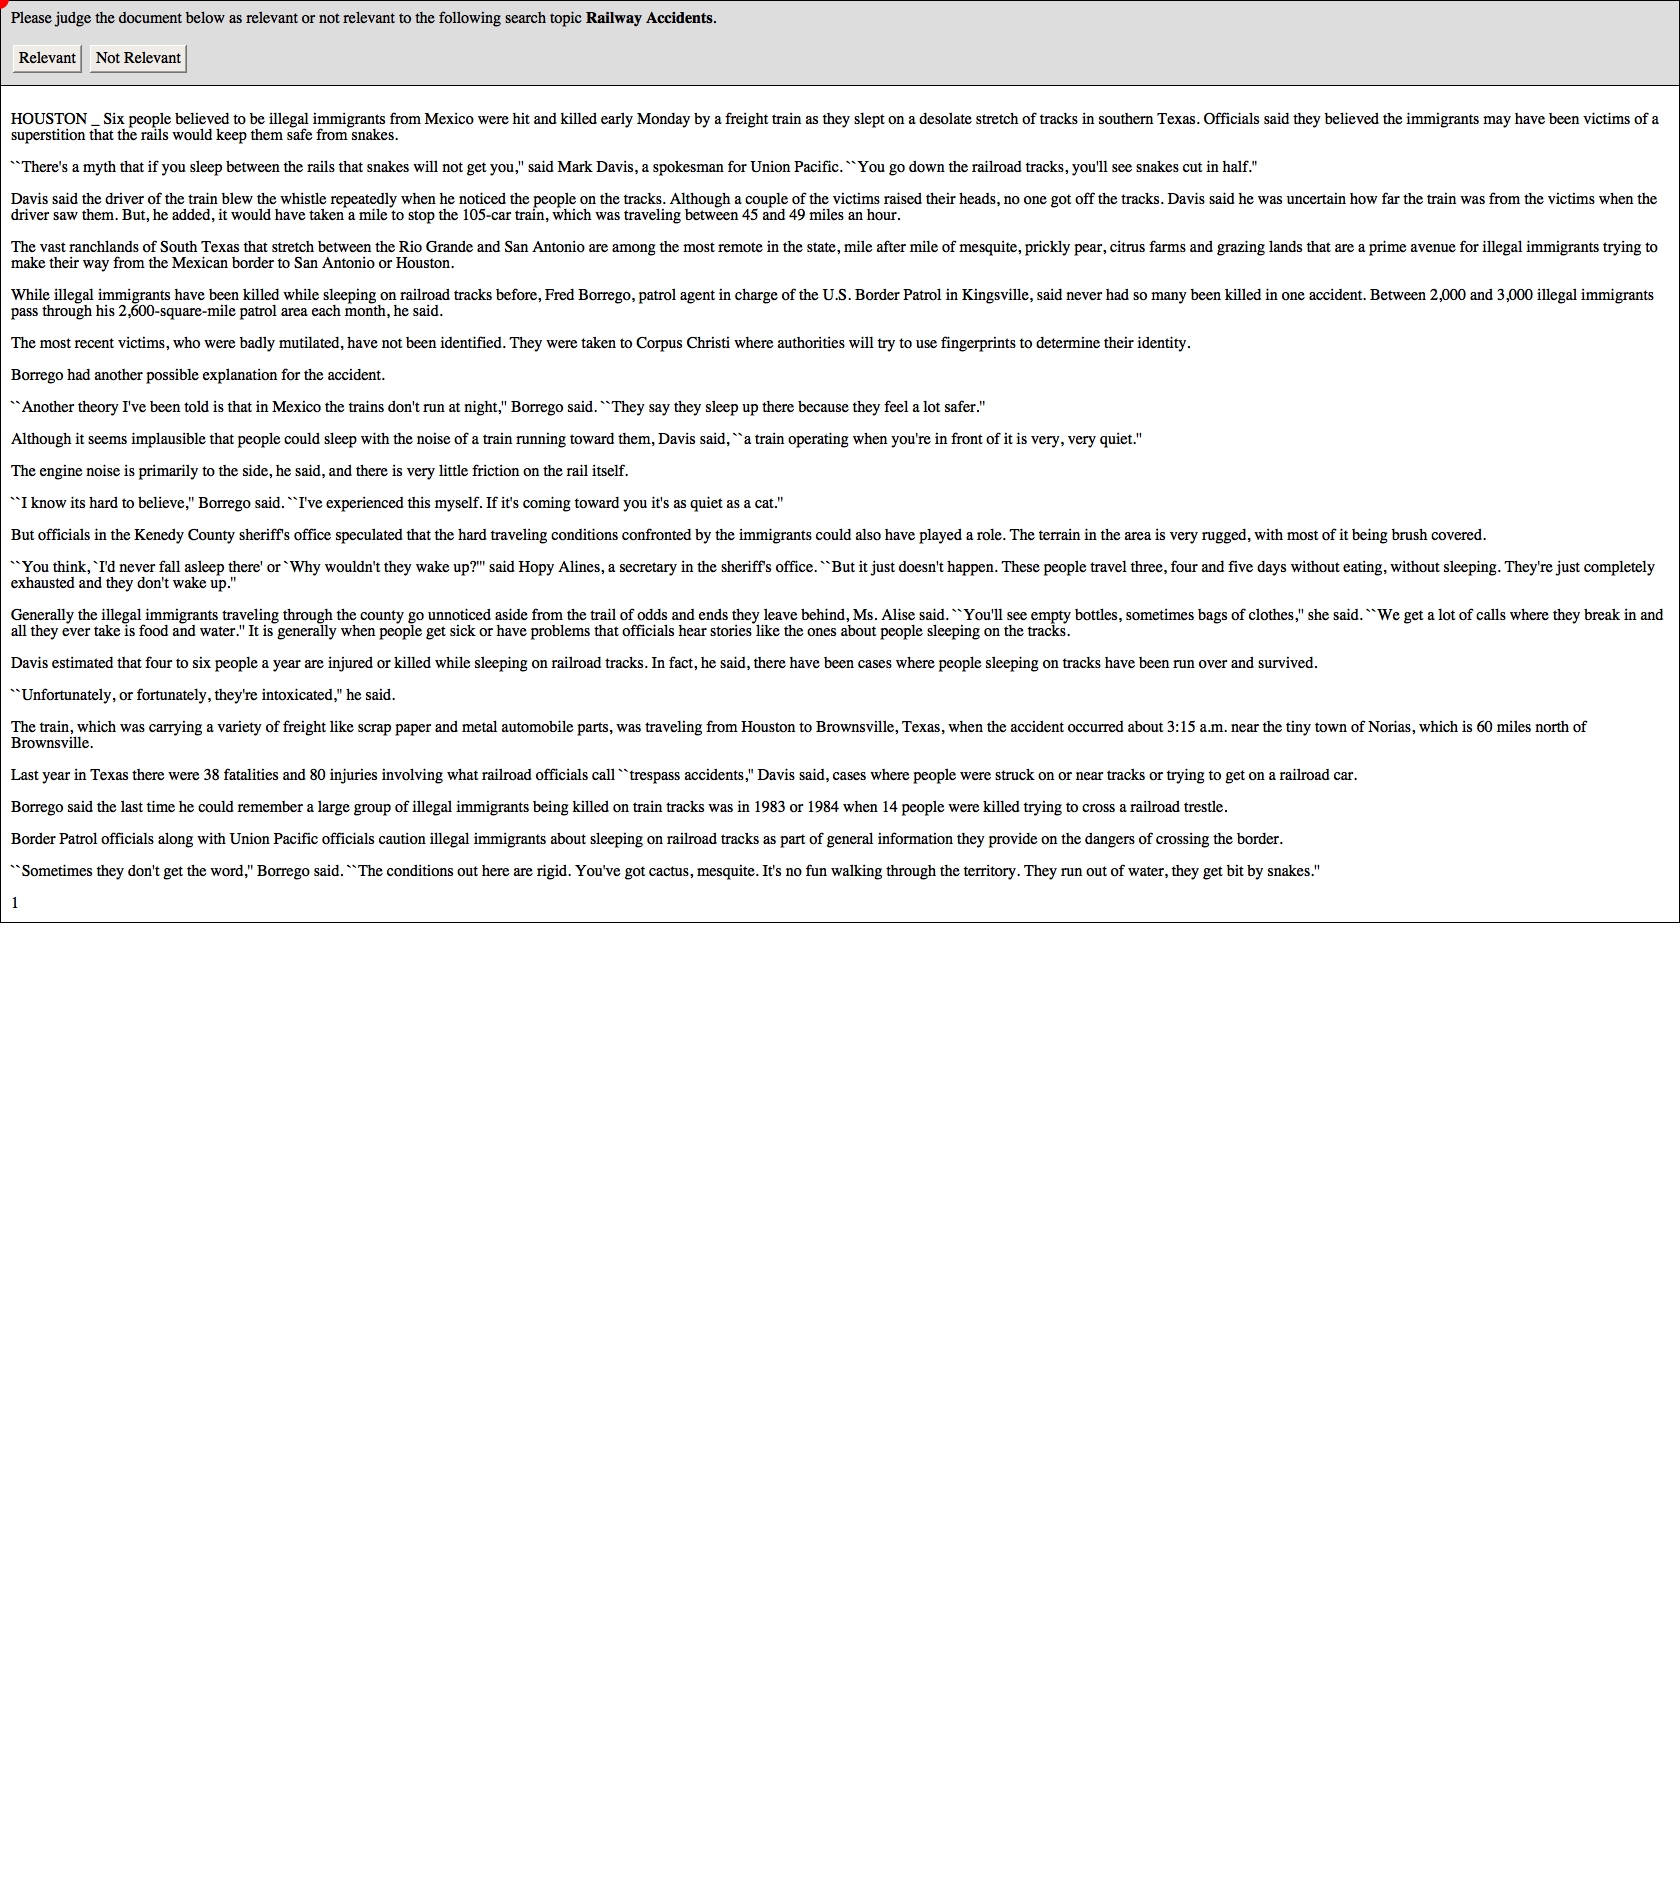 Please judge the document below as relevant or not relevant to the following search topic Railway Accidents.
Relevant Not Relevant
HOUSTON _ Six people believed to be illegal immigrants from Mexico were hit and killed early Monday by a freight train as they slept on a desolate stretch of tracks in southern Texas. Officials said they believed the immigrants may have been victims of a
superstition that the rails would keep them safe from snakes.
``There's a myth that if you sleep between the rails that snakes will not get you,'' said Mark Davis, a spokesman for Union Pacific. ``You go down the railroad tracks, you'll see snakes cut in half.''
Davis said the driver of the train blew the whistle repeatedly when he noticed the people on the tracks. Although a couple of the victims raised their heads, no one got off the tracks. Davis said he was uncertain how far the train was from the victims when the
driver saw them. But, he added, it would have taken a mile to stop the 105-car train, which was traveling between 45 and 49 miles an hour.
The vast ranchlands of South Texas that stretch between the Rio Grande and San Antonio are among the most remote in the state, mile after mile of mesquite, prickly pear, citrus farms and grazing lands that are a prime avenue for illegal immigrants trying to
make their way from the Mexican border to San Antonio or Houston.
While illegal immigrants have been killed while sleeping on railroad tracks before, Fred Borrego, patrol agent in charge of the U.S. Border Patrol in Kingsville, said never had so many been killed in one accident. Between 2,000 and 3,000 illegal immigrants
pass through his 2,600-square-mile patrol area each month, he said.
The most recent victims, who were badly mutilated, have not been identified. They were taken to Corpus Christi where authorities will try to use fingerprints to determine their identity.
Borrego had another possible explanation for the accident.
``Another theory I've been told is that in Mexico the trains don't run at night,'' Borrego said. ``They say they sleep up there because they feel a lot safer.''
Although it seems implausible that people could sleep with the noise of a train running toward them, Davis said, ``a train operating when you're in front of it is very, very quiet.''
The engine noise is primarily to the side, he said, and there is very little friction on the rail itself.
``I know its hard to believe,'' Borrego said. ``I've experienced this myself. If it's coming toward you it's as quiet as a cat.''
But officials in the Kenedy County sheriff's office speculated that the hard traveling conditions confronted by the immigrants could also have played a role. The terrain in the area is very rugged, with most of it being brush covered.
``You think, `I'd never fall asleep there' or `Why wouldn't they wake up?''' said Hopy Alines, a secretary in the sheriff's office. ``But it just doesn't happen. These people travel three, four and five days without eating, without sleeping. They're just completely
exhausted and they don't wake up.''
Generally the illegal immigrants traveling through the county go unnoticed aside from the trail of odds and ends they leave behind, Ms. Alise said. ``You'll see empty bottles, sometimes bags of clothes,'' she said. ``We get a lot of calls where they break in and
all they ever take is food and water.'' It is generally when people get sick or have problems that officials hear stories like the ones about people sleeping on the tracks.
Davis estimated that four to six people a year are injured or killed while sleeping on railroad tracks. In fact, he said, there have been cases where people sleeping on tracks have been run over and survived.
``Unfortunately, or fortunately, they're intoxicated,'' he said.
The train, which was carrying a variety of freight like scrap paper and metal automobile parts, was traveling from Houston to Brownsville, Texas, when the accident occurred about 3:15 a.m. near the tiny town of Norias, which is 60 miles north of
Brownsville.
Last year in Texas there were 38 fatalities and 80 injuries involving what railroad officials call ``trespass accidents,'' Davis said, cases where people were struck on or near tracks or trying to get on a railroad car.
Borrego said the last time he could remember a large group of illegal immigrants being killed on train tracks was in 1983 or 1984 when 14 people were killed trying to cross a railroad trestle.
Border Patrol officials along with Union Pacific officials caution illegal immigrants about sleeping on railroad tracks as part of general information they provide on the dangers of crossing the border.
``Sometimes they don't get the word,'' Borrego said. ``The conditions out here are rigid. You've got cactus, mesquite. It's no fun walking through the territory. They run out of water, they get bit by snakes.''
1